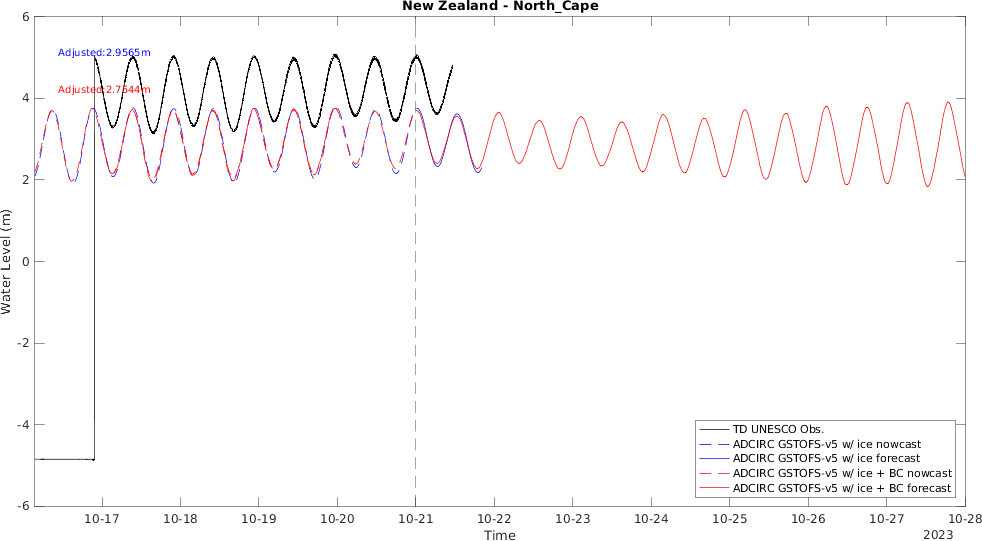 New Zealand - North_Cape
Adjusted:2.9565m
Adjusted:2.7544m
Water Level (m)
6
4
2
0
-2
-4
-6
10-17 10-18 10-19 10-20 10-21 10-22 10-23 10-24 10-25 10-26 10-27 10-28
Time
2023
TD UNESCO Obs.
ADCIRC GSTOFS-v5 w/ ice nowcast
ADCIRC GSTOFS-v5 w/ ice forecast
ADCIRC GSTOFS-v5 w/ ice + BC nowcast
ADCIRC GSTOFS-v5 w/ ice + BC forecast